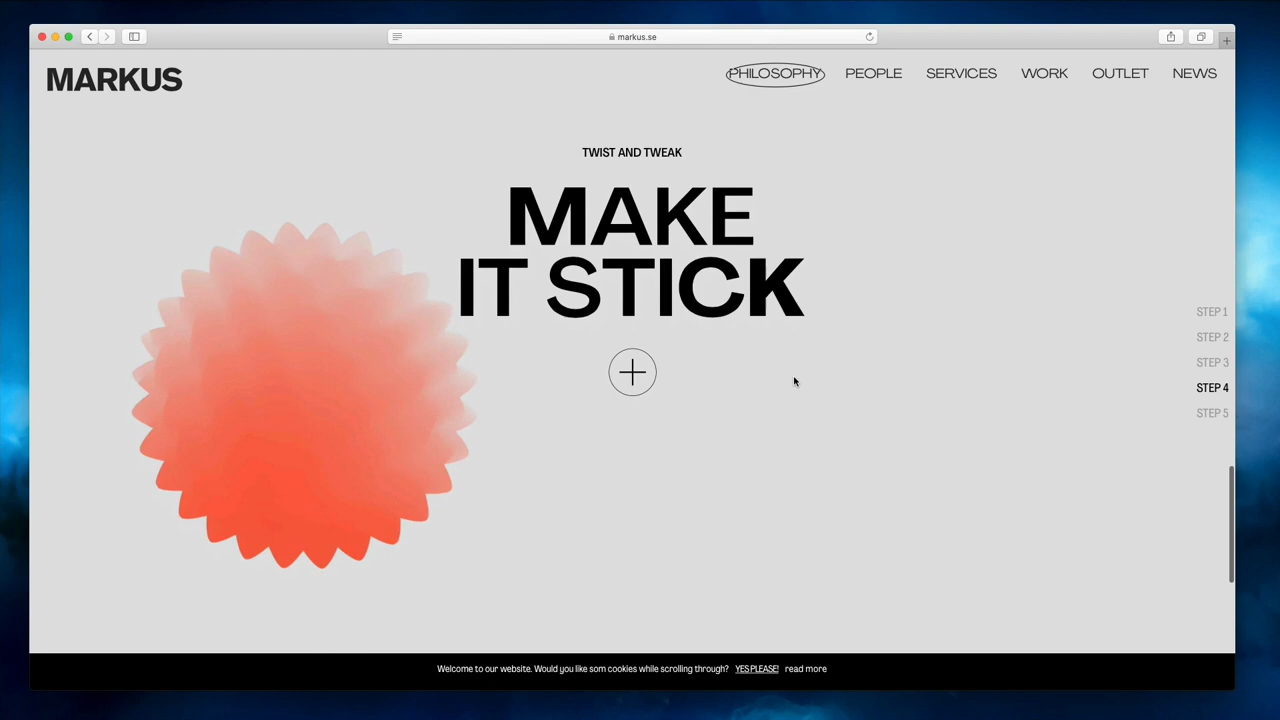 markus.se
MARKUS
PHILOSOPHY PEOPLE SERVICES WORK OUTLET NEWS
TWIST AND TWEAK
MAKE
IT STICK
STEP 1
STEP 2
STEP 3
STEP 4
STEP 5
Welcome to our website. Would you like som cookies while scrolling through? YES PLEASE! read more